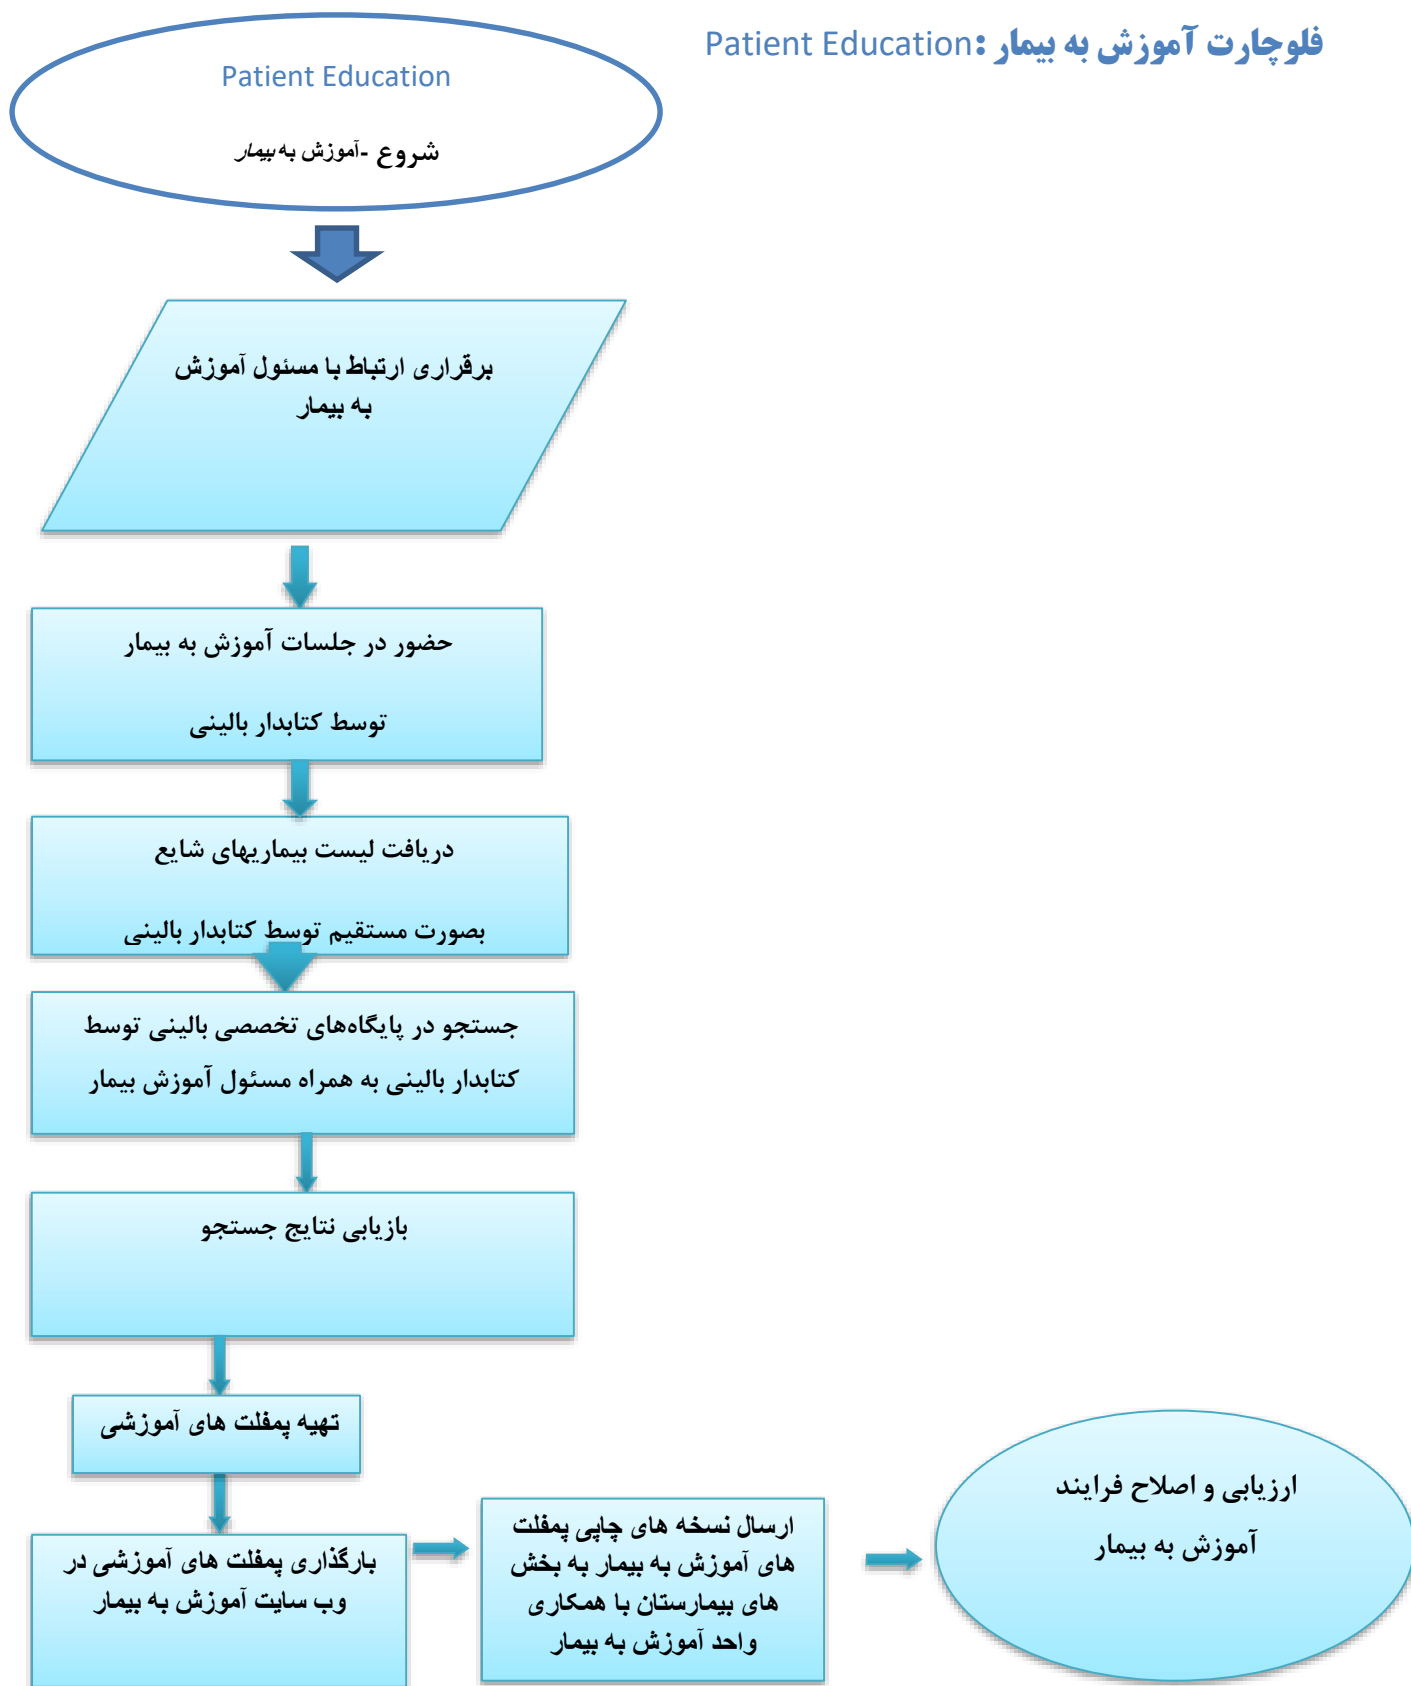 فلوچارت آموزش به بیمار :Patient Education
Patient Education
شروع -آموزش به بیمار
برقراری ارتباط با مسئول آموزش
به بیمار
حضور در جلسات آموزش به بیمار
توسط کتابدار بالینی
دریافت لیست بیماریهای شایع
بصورت مستقیم توسط کتابدار بالینی
جستجو در پایگاه‌های تخصصی بالینی توسط
کتابدار بالینی به همراه مسئول آموزش بیمار
بازیابی نتایج جستجو
تهیه پمفلت های آموزشی
بارگذاری پمفلت های آموزشی در
وب سایت آموزش به بیمار
ارسال نسخه های چاپی پمفلت
های آموزش به بیمار به بخش
های بیمارستان با همکاری
واحد آموزش به بیمار
ارزیابی و اصلاح فرایند
آموزش به بیمار